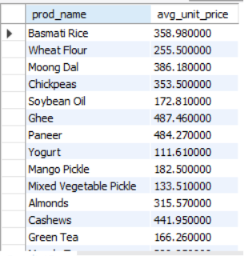 prod_name avg_unit_price
Basmati Rice 358.980000
Wheat Flour 255.500000
Moong Dal 386.180000
Chickpeas 353.500000
Soybean Oil 172.810000
Ghee 487.460000
Paneer 484.270000
Yogurt 111.610000
Mango Pickle 182.500000
Mixed Vegetable Pickle 133.510000
Almonds 315.570000
Cashews 441.950000
Green Tea 166.260000